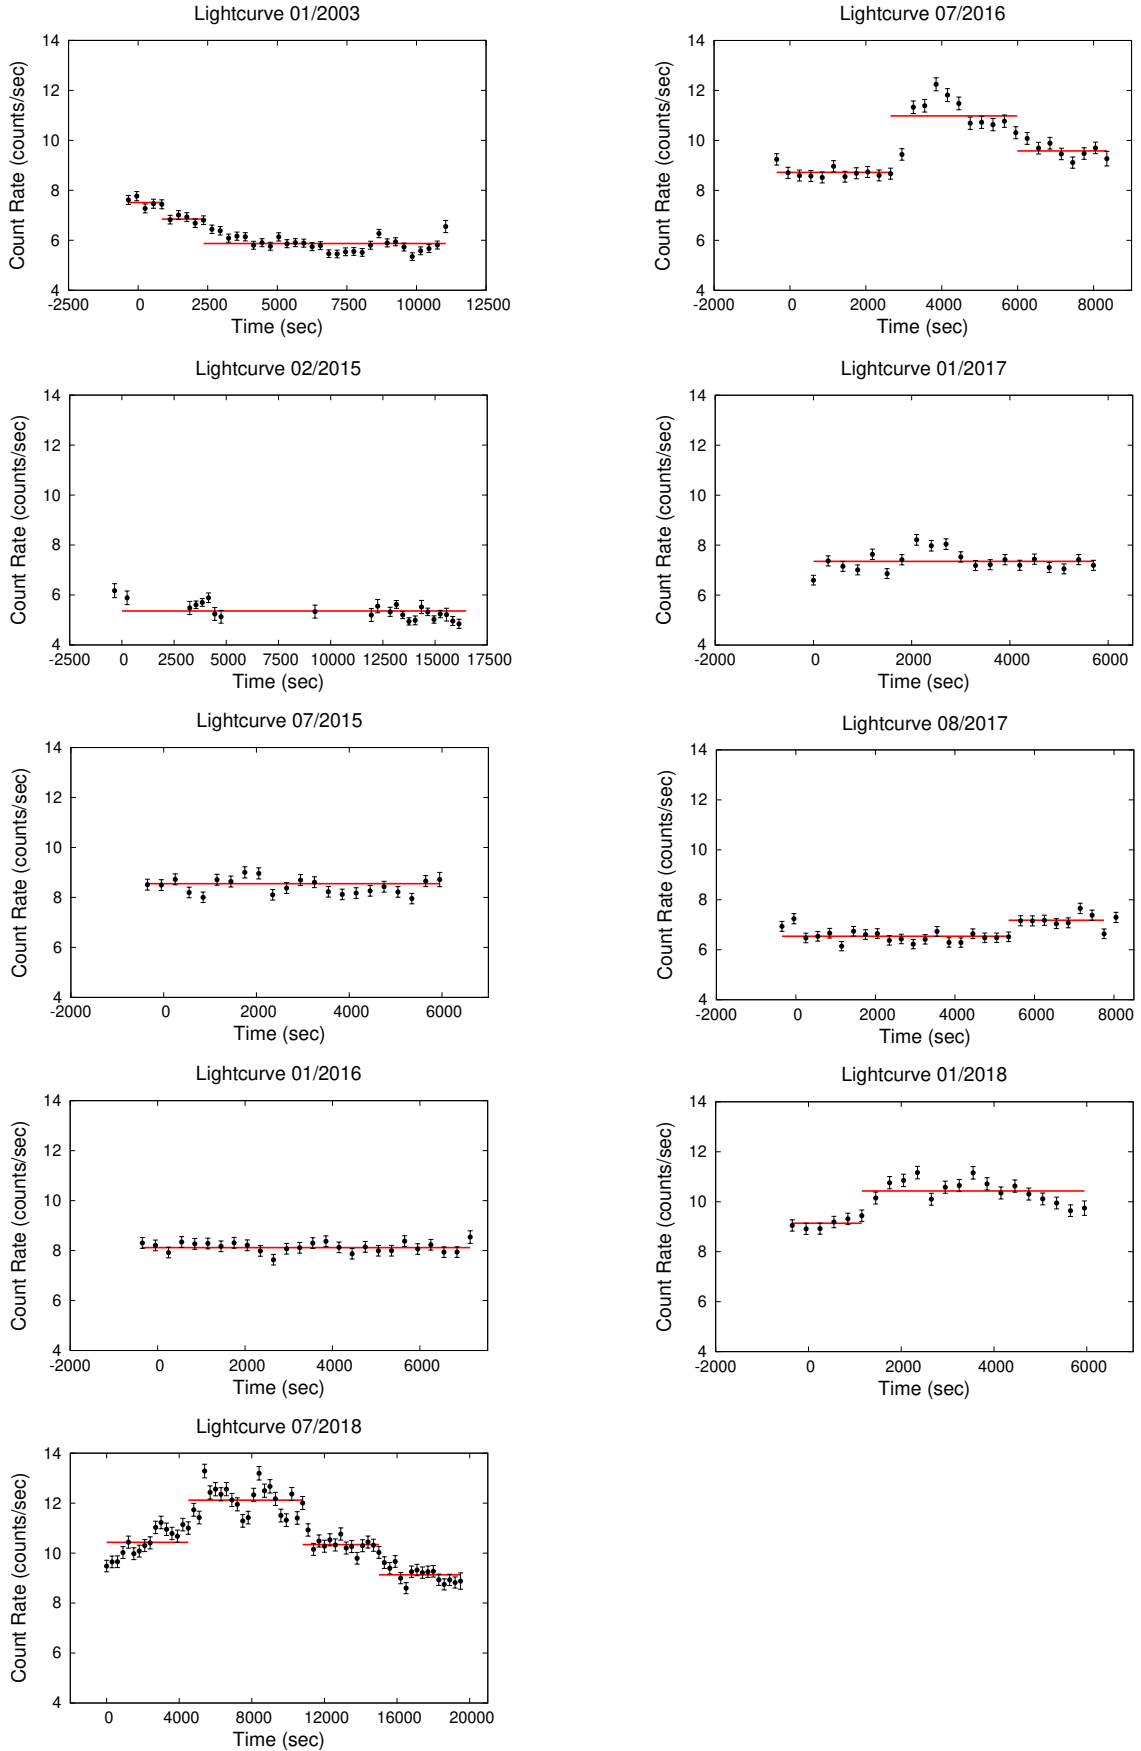 Lightcurve 01/2003
Count Rate (counts/sec)
14
12
10
8
6
4
-2500 0 2500 5000 7500 10000 12500
Time (sec)
Lightcurve 07/2016
Count Rate (counts/sec)
14
12
10
8
6
4
-2000 0 2000 4000 6000 8000
Time (sec)
Lightcurve 02/2015
Count Rate (counts/sec)
14
12
10
8
6
4
-2500 0 2500 5000 7500 10000 12500 15000 17500
Time (sec)
Lightcurve 01/2017
Count Rate (counts/sec)
14
12
10
8
6
4
-2000 0 2000 4000 6000
Time (sec)
Lightcurve 07/2015
Count Rate (counts/sec)
14
12
10
8
6
4
-2000 0 2000 4000 6000
Time (sec)
Lightcurve 08/2017
Count Rate (counts/sec)
14
12
10
8
6
4
-2000 0 2000 4000 6000 8000
Time (sec)
Lightcurve 01/2016
Count Rate (counts/sec)
14
12
10
8
6
4
-2000 0 2000 4000 6000
Time (sec)
Lightcurve 01/2018
Count Rate (counts/sec)
14
12
10
8
6
4
-2000 0 2000 4000 6000
Time (sec)
Lightcurve 07/2018
Count Rate (counts/sec)
14
12
10
8
6
4
0 4000 8000 12000 16000 20000
Time (sec)